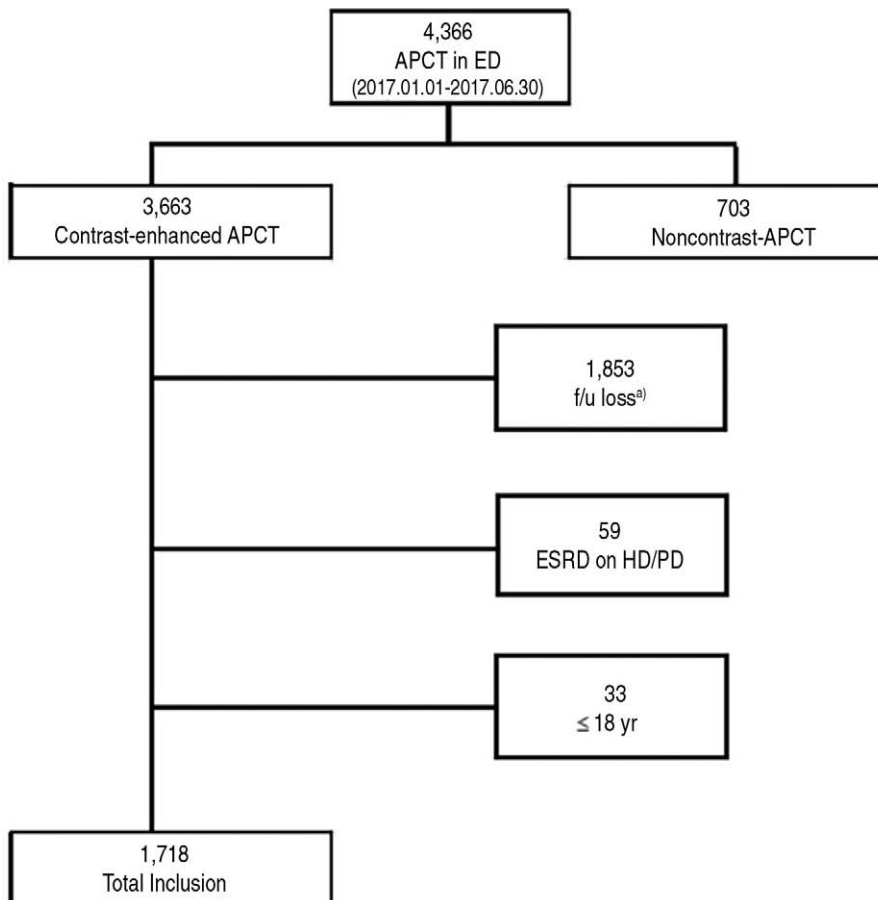 4,366
APCT in ED
(2017.01.01-2017.06.30)
3,663
Contrast-enhanced APCT
703
Noncontrast-APCT
1,853
f/u lossᵃ⁾
59
ESRD on HD/PD
33
≤ 18 yr
1,718
Total Inclusion